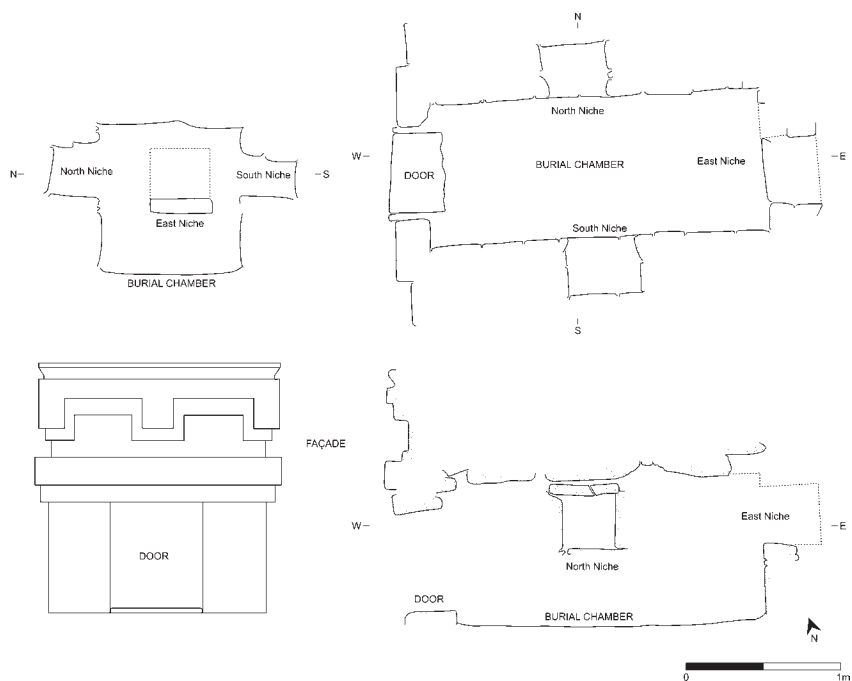 N
North Niche
South Niche
S
East Niche
BURIAL CHAMBER
N
North Niche
W
DOOR
BURIAL CHAMBER
East Niche
E
South Niche
S
FAÇADE
DOOR
W
East Niche
E
North Niche
DOOR
BURIAL CHAMBER
N
0
1m